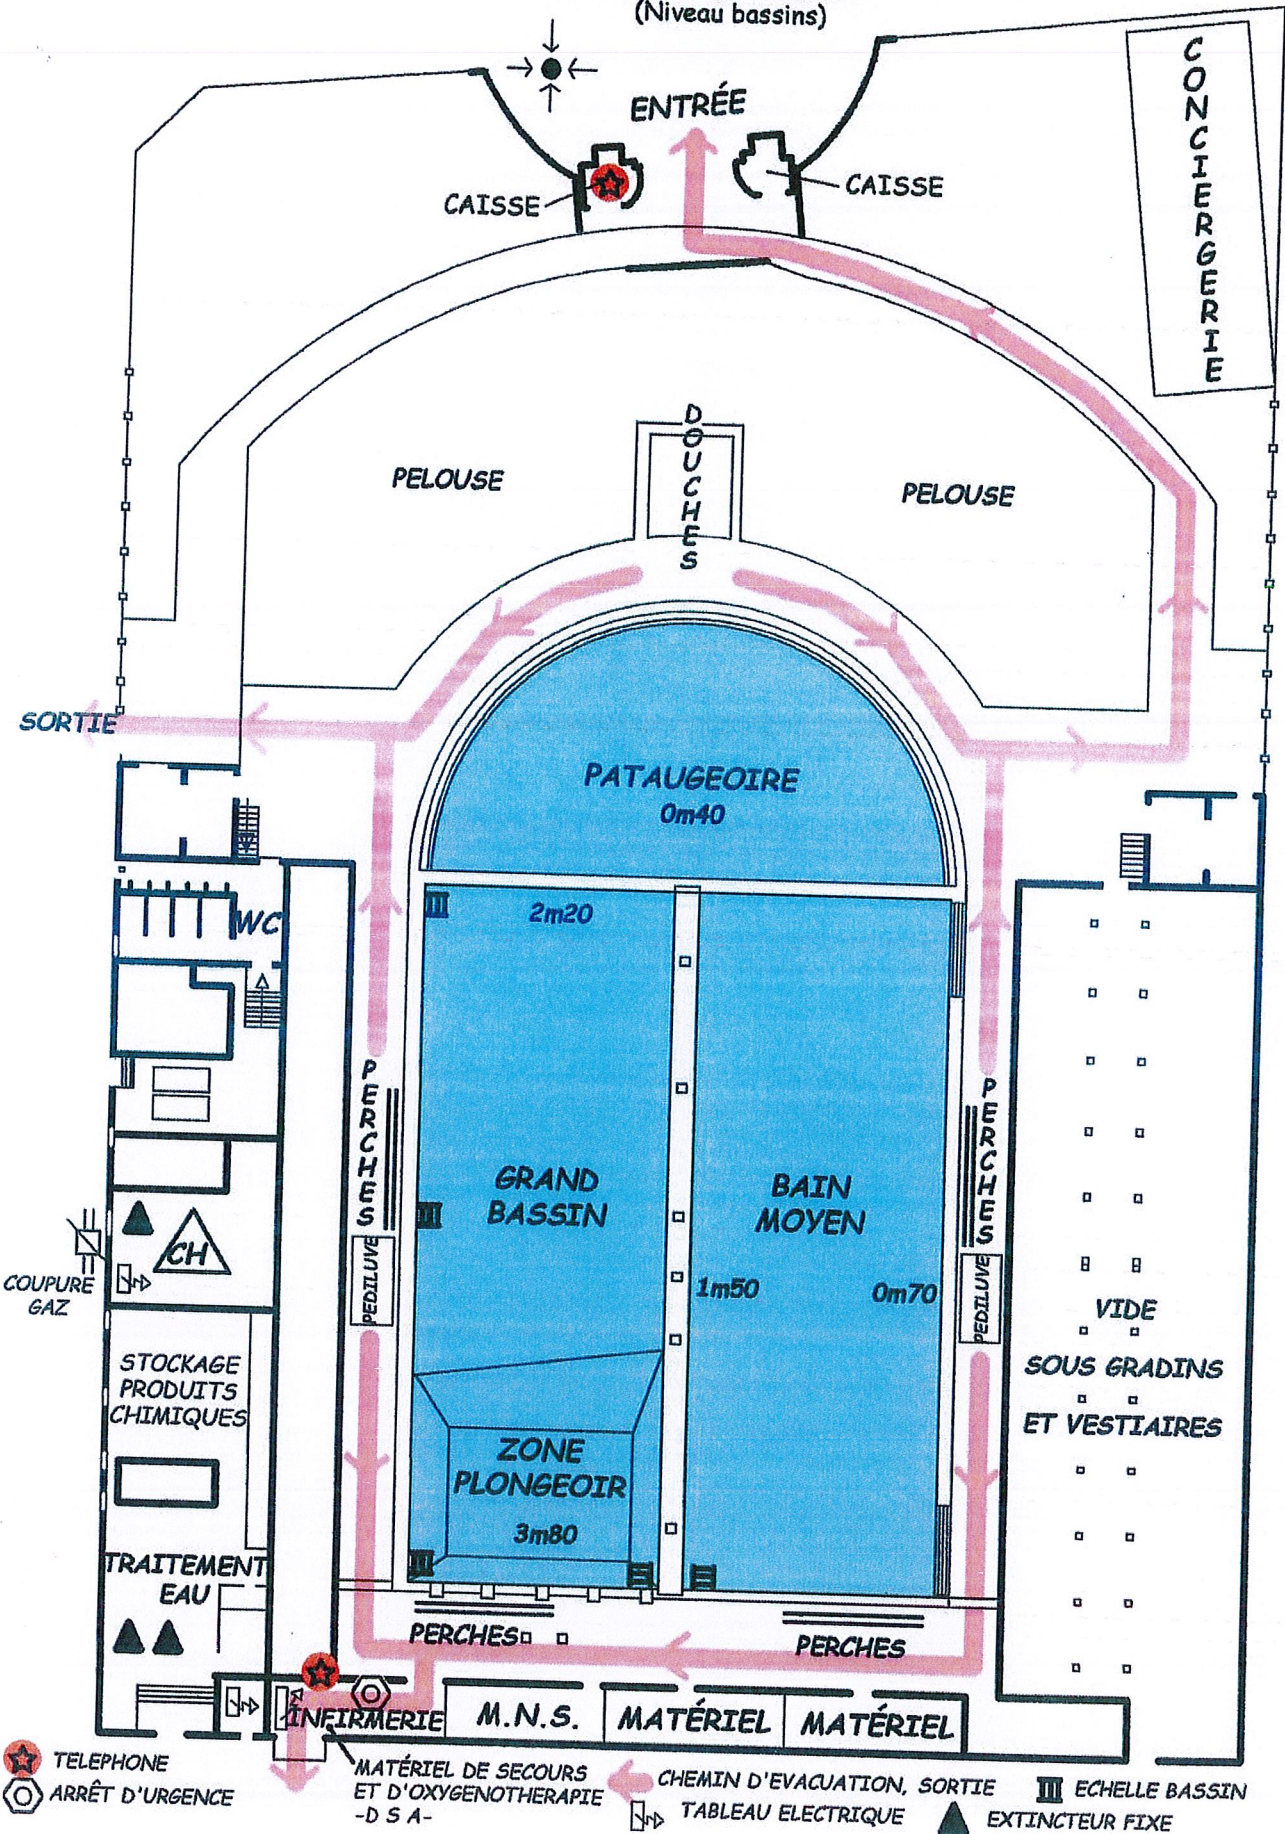 (Niveau bassins)
ENTRÉE
CAISSE
CAISSE
CONCIERGERIE
DOUCHES
PELOUSE
PELOUSE
SORTIE
PATAUGEOIRE
0m40
WC
2m20
PERCHES
PERCHES
GRAND
BASSIN
BAIN
MOYEN
CH
COUPURE
GAZ
PEDILUVE
PEDILUVE
1m50
0m70
VIDE
SOUS GRADINS
ET VESTIAIRES
STOCKAGE
PRODUITS
CHIMIQUES
ZONE
PLONGEOIR
3m80
TRAITEMENT
EAU
PERCHES
PERCHES
INFIRMERIE
M.N.S.
MATÉRIEL
MATÉRIEL
TELEPHONE
ARRÊT D'URGENCE
MATÉRIEL DE SECOURS
ET D'OXYGENOTHERAPIE
-D S A-
CHEMIN D'EVACUATION, SORTIE
TABLEAU ELECTRIQUE
ECHELLE BASSIN
EXTINCTEUR FIXE